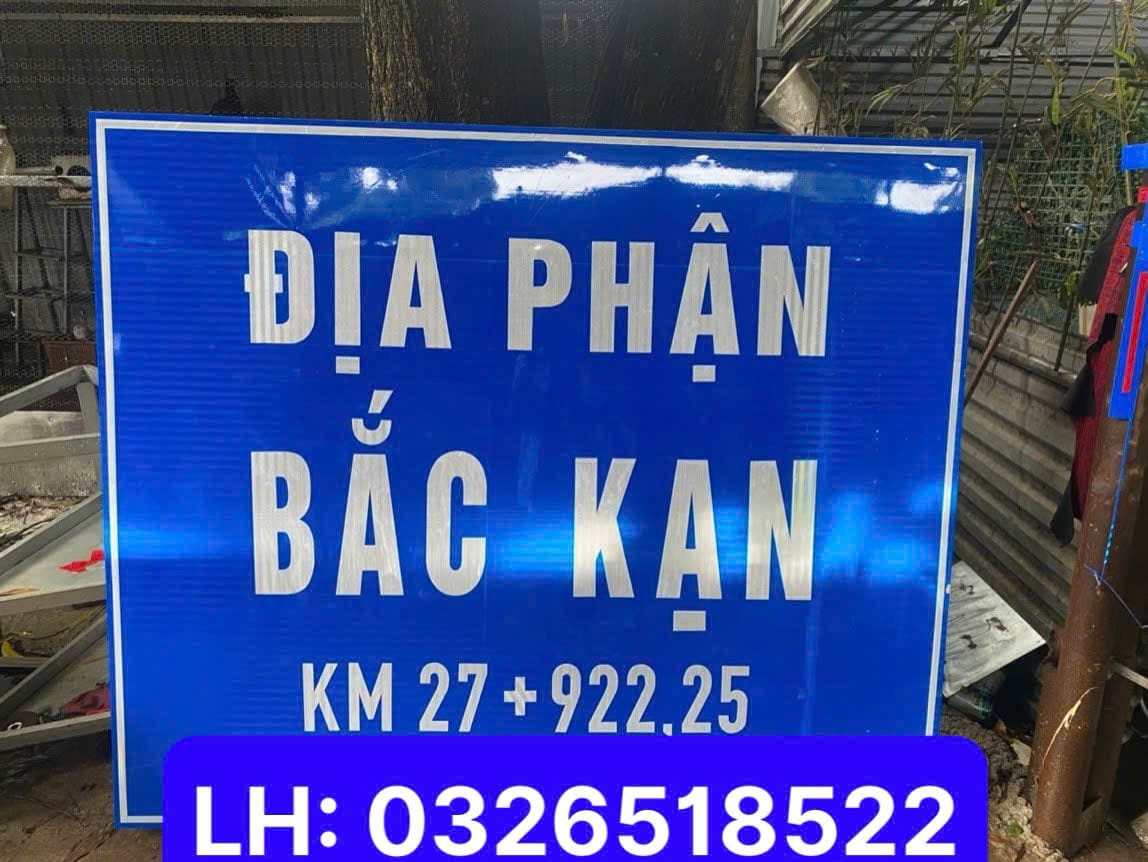 ĐỊA PHẬN
BẮC KẠN
KM 27+922,25
LH: 0326518522